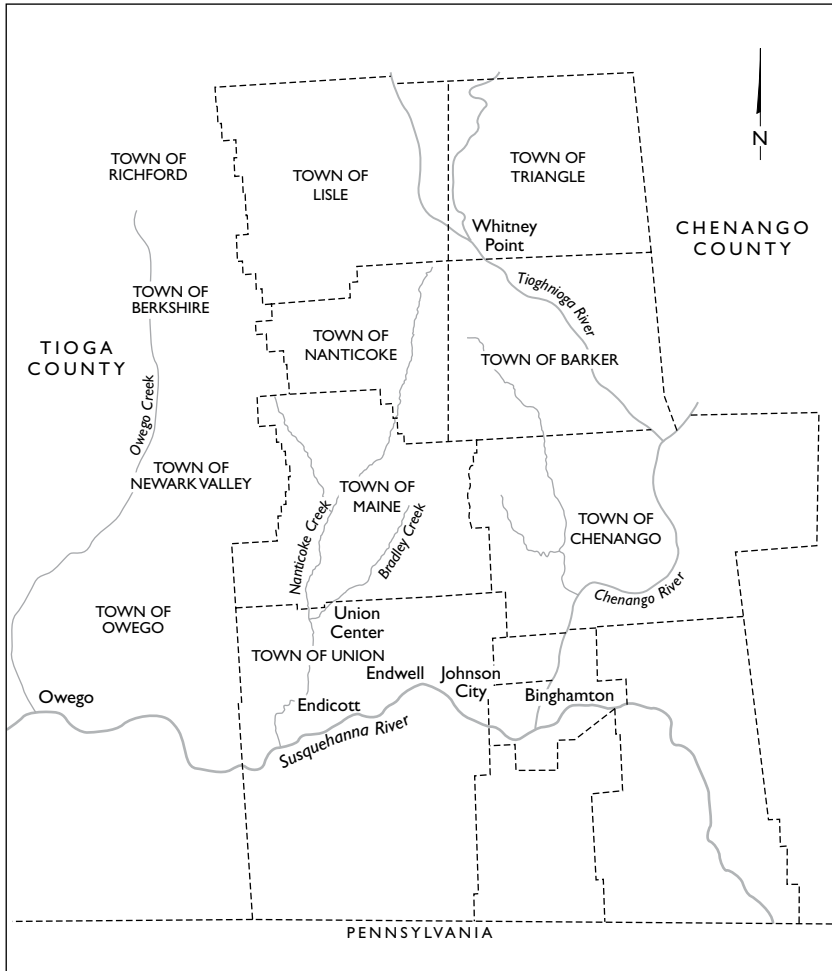 N
TOWN OF
RICHFORD
TOWN OF
LISLE
TOWN OF
TRIANGLE
Whitney
Point
CHENANGO
COUNTY
TOWN OF
BERKSHIRE
Tioghnioga River
TIOGA
COUNTY
TOWN OF
NANTICOKE
TOWN OF BARKER
Owego Creek
TOWN OF
NEWARK VALLEY
TOWN OF
MAINE
Nanticoke Creek
Bradley Creek
TOWN OF
CHENANGO
Chenango River
TOWN OF
OWEGO
Union
Center
TOWN OF UNION
Endwell
Johnson
City
Binghamton
Owego
Endicott
Susquehanna River
PENNSYLVANIA